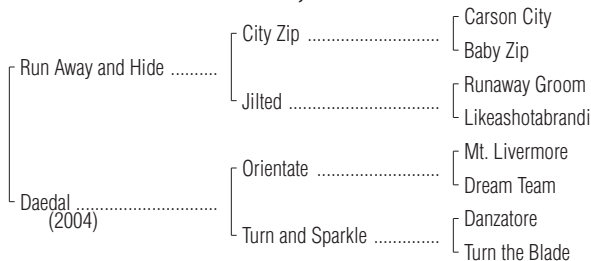 Carson City
City Zip ..........................
Baby Zip
Run Away and Hide ..........
Runaway Groom
Jilted ..............................
Likeashotabrandi
Mt. Livermore
Orientate ........................
Dream Team
Daedal ............................
(2004)
Danzatore
Turn and Sparkle .............
Turn the Blade